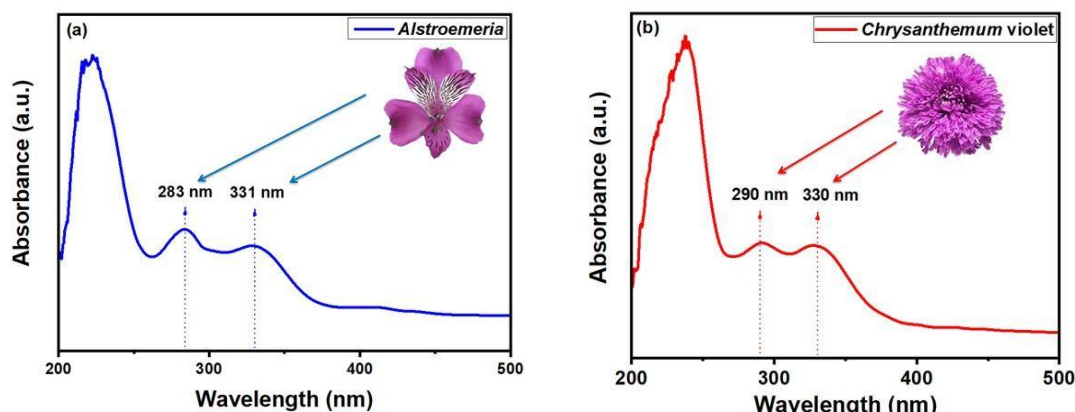 (a)
Alstroemeria
Absorbance (a.u.)
283 nm
331 nm
200
300
400
500
Wavelength (nm)
(b)
Chrysanthemum violet
Absorbance (a.u.)
290 nm
330 nm
200
300
400
500
Wavelength (nm)